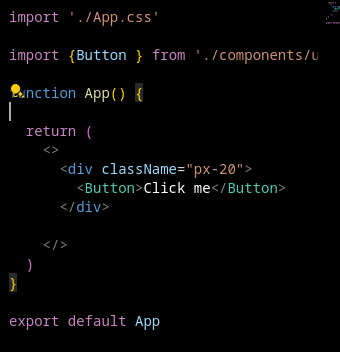 import './App.css'
import {Button } from './components/u
function App() {
return (
<>
<div className="px-20">
<Button>Click me</Button>
</div>
</>
)
}
export default App